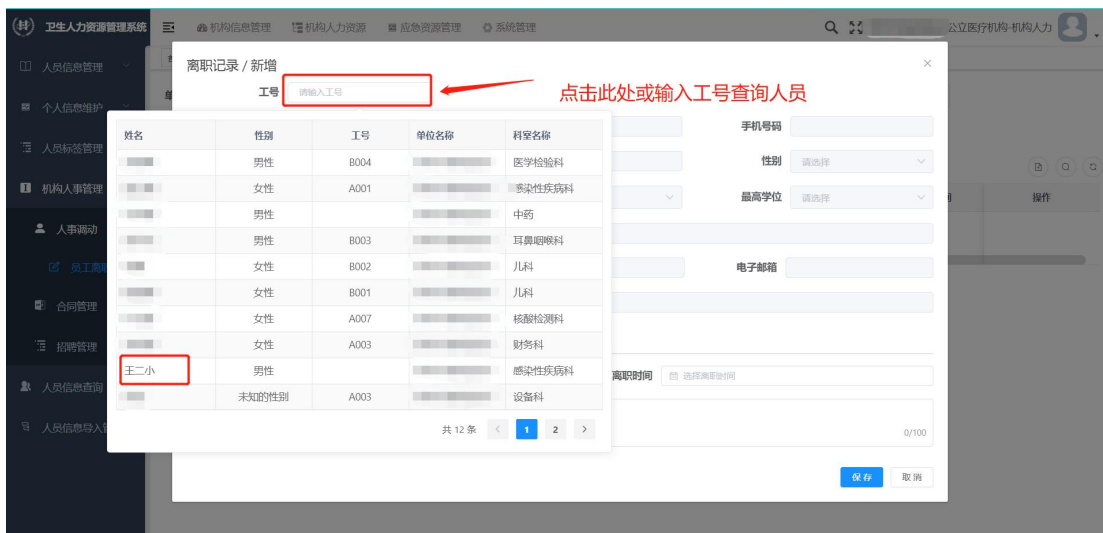 卫生人力资源管理系统 机构信息管理 机构人力资源 应急资源管理 系统管理 公立医疗机构-机构人力
人员信息管理
个人信息维护
人员标签管理
机构人事管理
人事调动
合同管理
招聘管理
人员信息查询
离职记录 / 新增
工号 请输入工号
点击此处或输入工号查询人员
手机号码
性别 请选择
最高学位 请选择
电子邮箱
离职时间 选择离职时间
0/100
保存 取消
操作
姓名 性别 工号 单位名称 科室名称
男性 B004 医学检验科
女性 A001 感染性疾病科
男性 中药
男性 B003 耳鼻咽喉科
女性 B002 儿科
女性 B001 儿科
女性 A007 核酸检测科
女性 A003 财务科
王二小 男性 感染性疾病科
未知的性别 A003 设备科
共 12 条 < 1 2 >